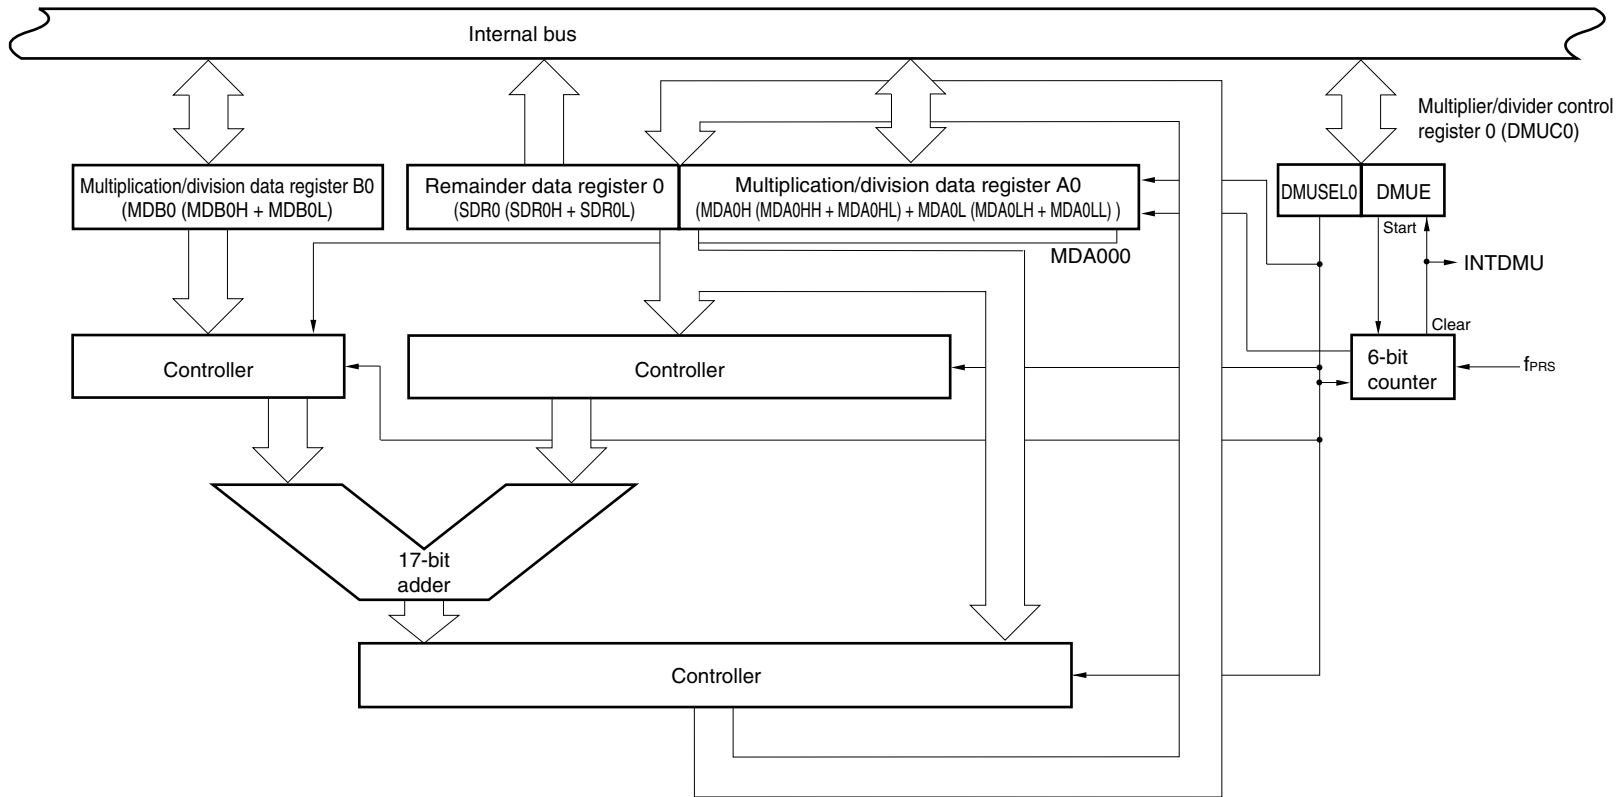 Internal bus
Multiplier/divider control
register 0 (DMUC0)
Multiplication/division data register B0
(MDB0 (MDB0H + MDB0L)
Remainder data register 0
(SDR0 (SDR0H + SDR0L)
Multiplication/division data register A0
(MDA0H (MDA0HH + MDA0HL) + MDA0L (MDA0LH + MDA0LL) )
DMUSEL0
DMUE
Start
MDA000
INTDMU
Clear
Controller
Controller
6-bit
counter
fPRS
17-bit
adder
Controller